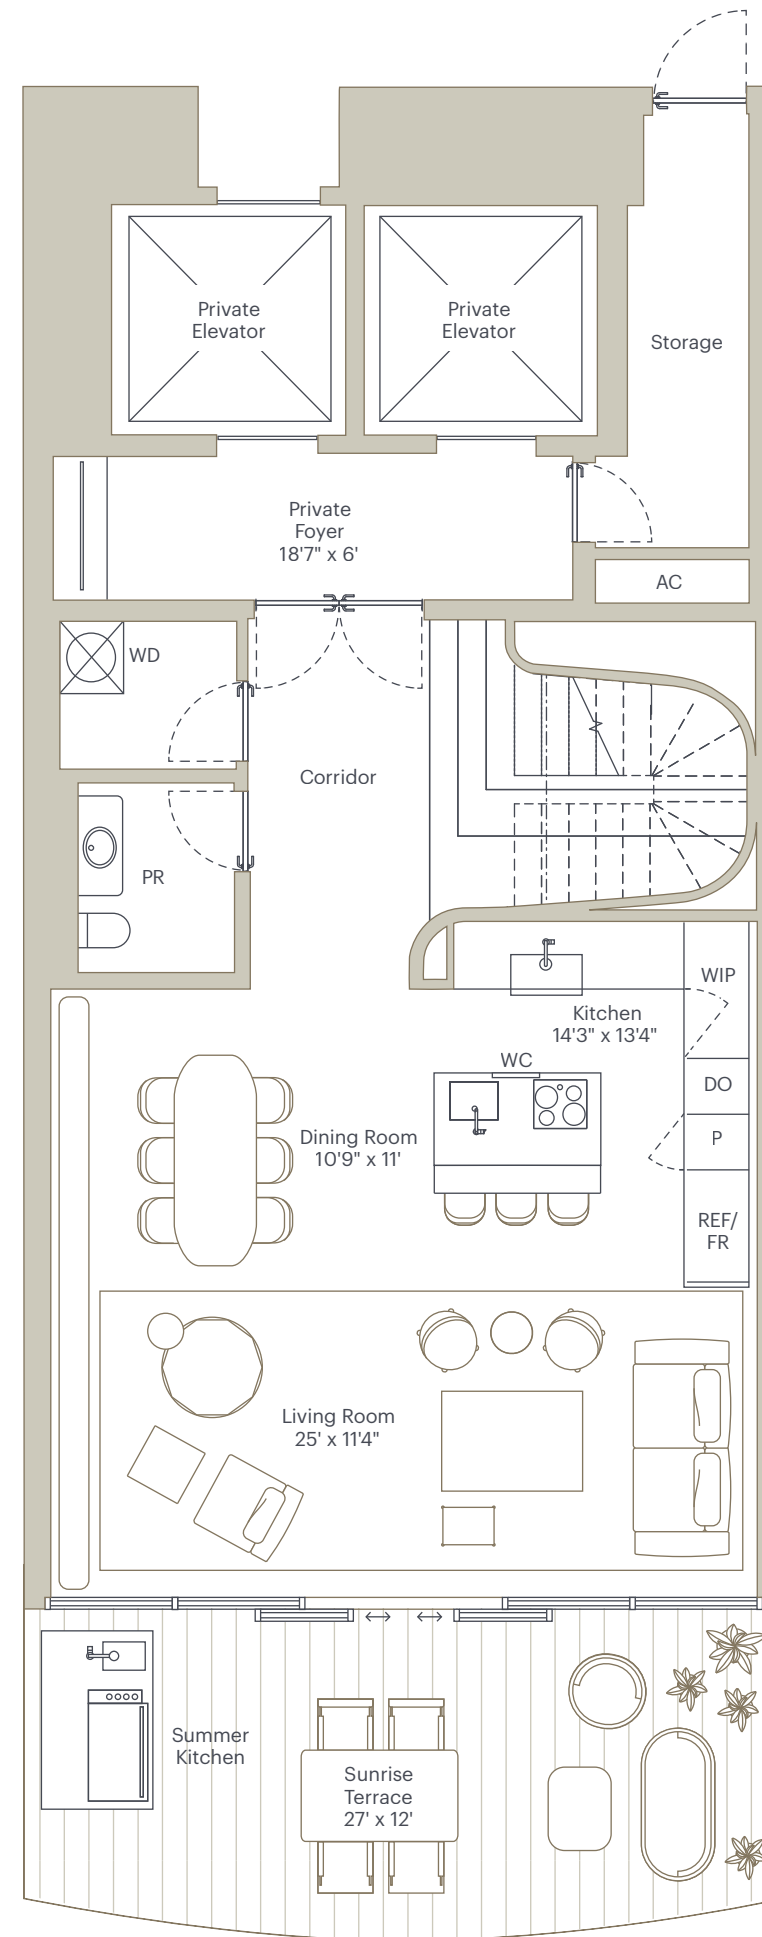 Private
Elevator
Private
Elevator
Storage
Private
Foyer
18'7" x 6'
AC
WD
Corridor
PR
WIP
Kitchen
14'3" x 13'4"
WC
DO
Dining Room
10'9" x 11'
P
REF/
FR
Living Room
25' x 11'4"
Summer
Kitchen
Sunrise
Terrace
27' x 12'